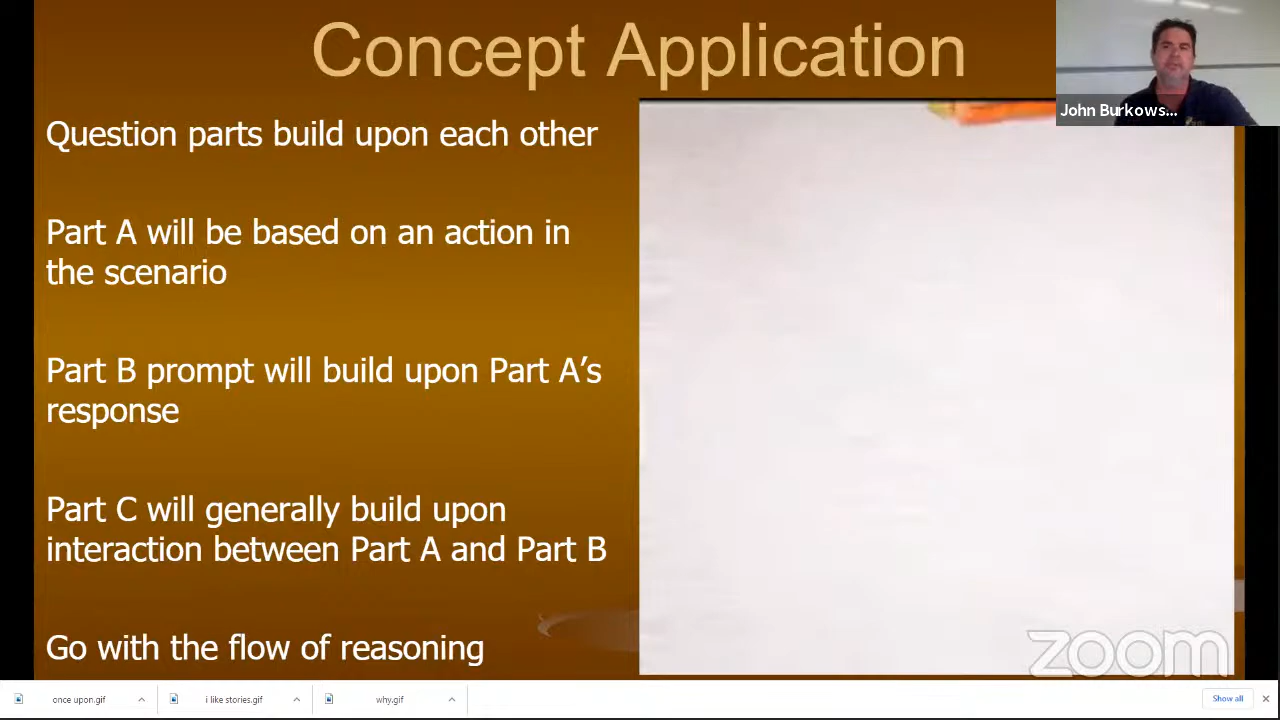 Concept Application
John Burkows...
Question parts build upon each other
Part A will be based on an action in
the scenario
Part B prompt will build upon Part A’s
response
Part C will generally build upon
interaction between Part A and Part B
Go with the flow of reasoning
zoom
once upon.gif
i like stories.gif
why.gif
Show all